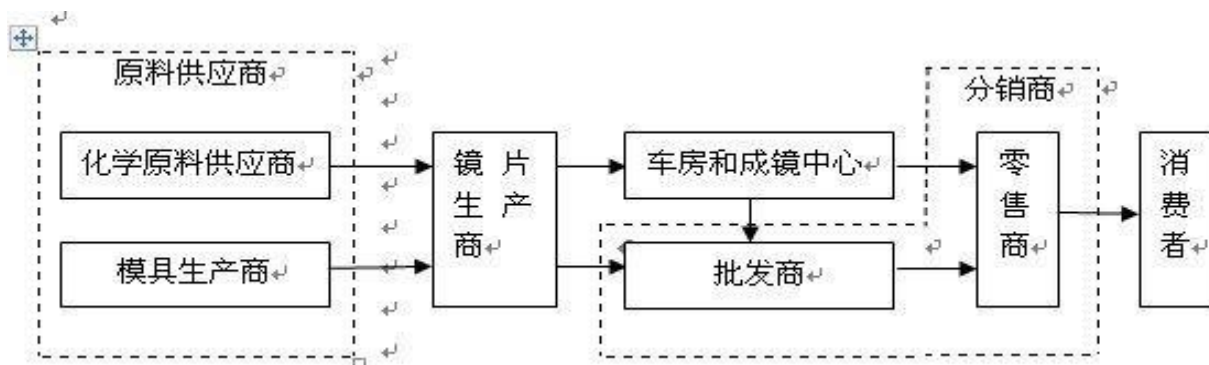 原料供应商
分销商
化学原料供应商
镜片
生产
商
车房和成镜中心
零
售
商
消
费
者
模具生产商
批发商